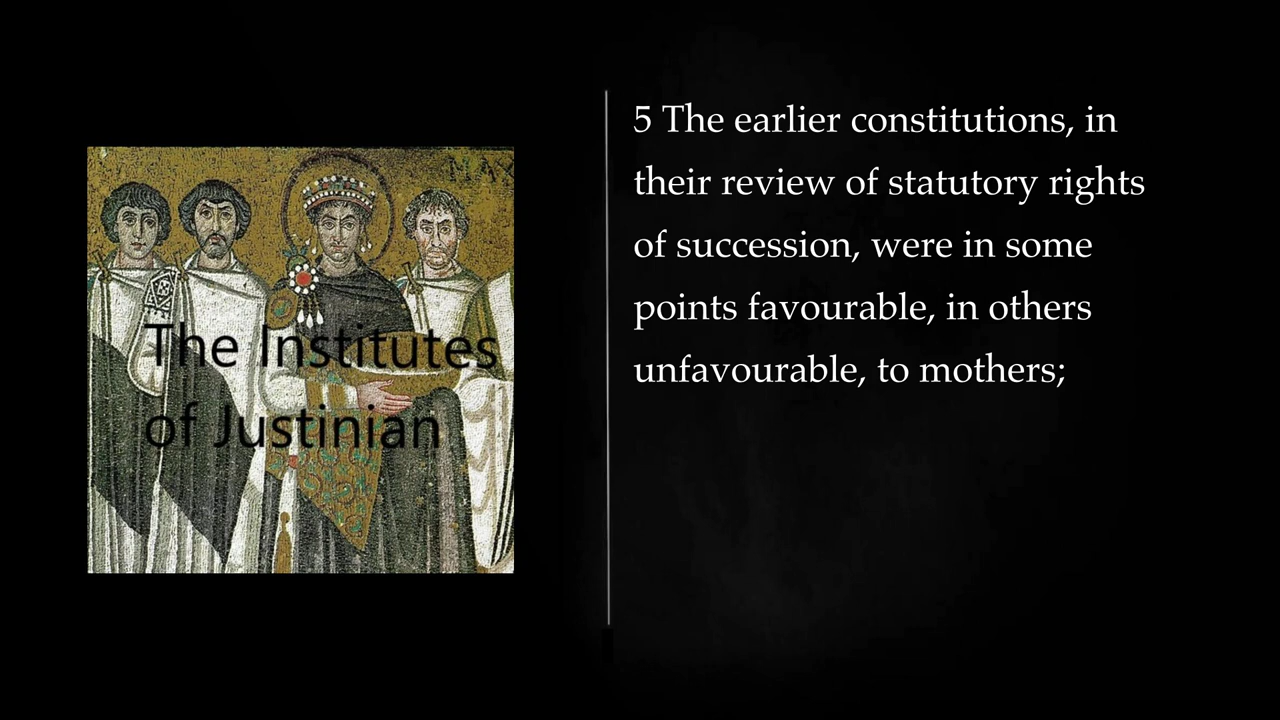 The Institutes
of Justinian
5 The earlier constitutions, in
their review of statutory rights
of succession, were in some
points favourable, in others
unfavourable, to mothers;